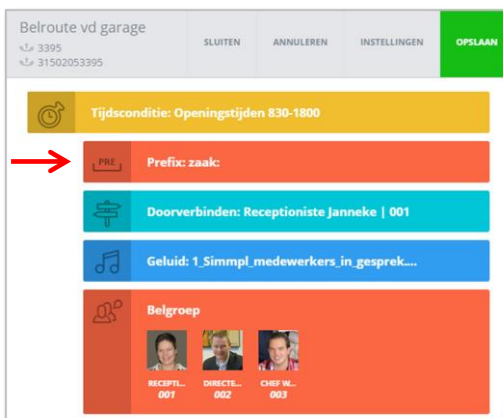 Belroute vd garage
3395
31502053395
SLUITEN
ANNULEREN
INSTELLINGEN
OPSLAAN
Tijdsconditie: Openingstijden 830-1800
PRE
Prefix: zaak:
Doorverbinden: Receptioniste Janneke | 001
Geluid: 1_Simmpl_medewerkers_in_gesprek....
Belgroep
RECEPTI... DIRECTE... CHEF W...
001 002 003